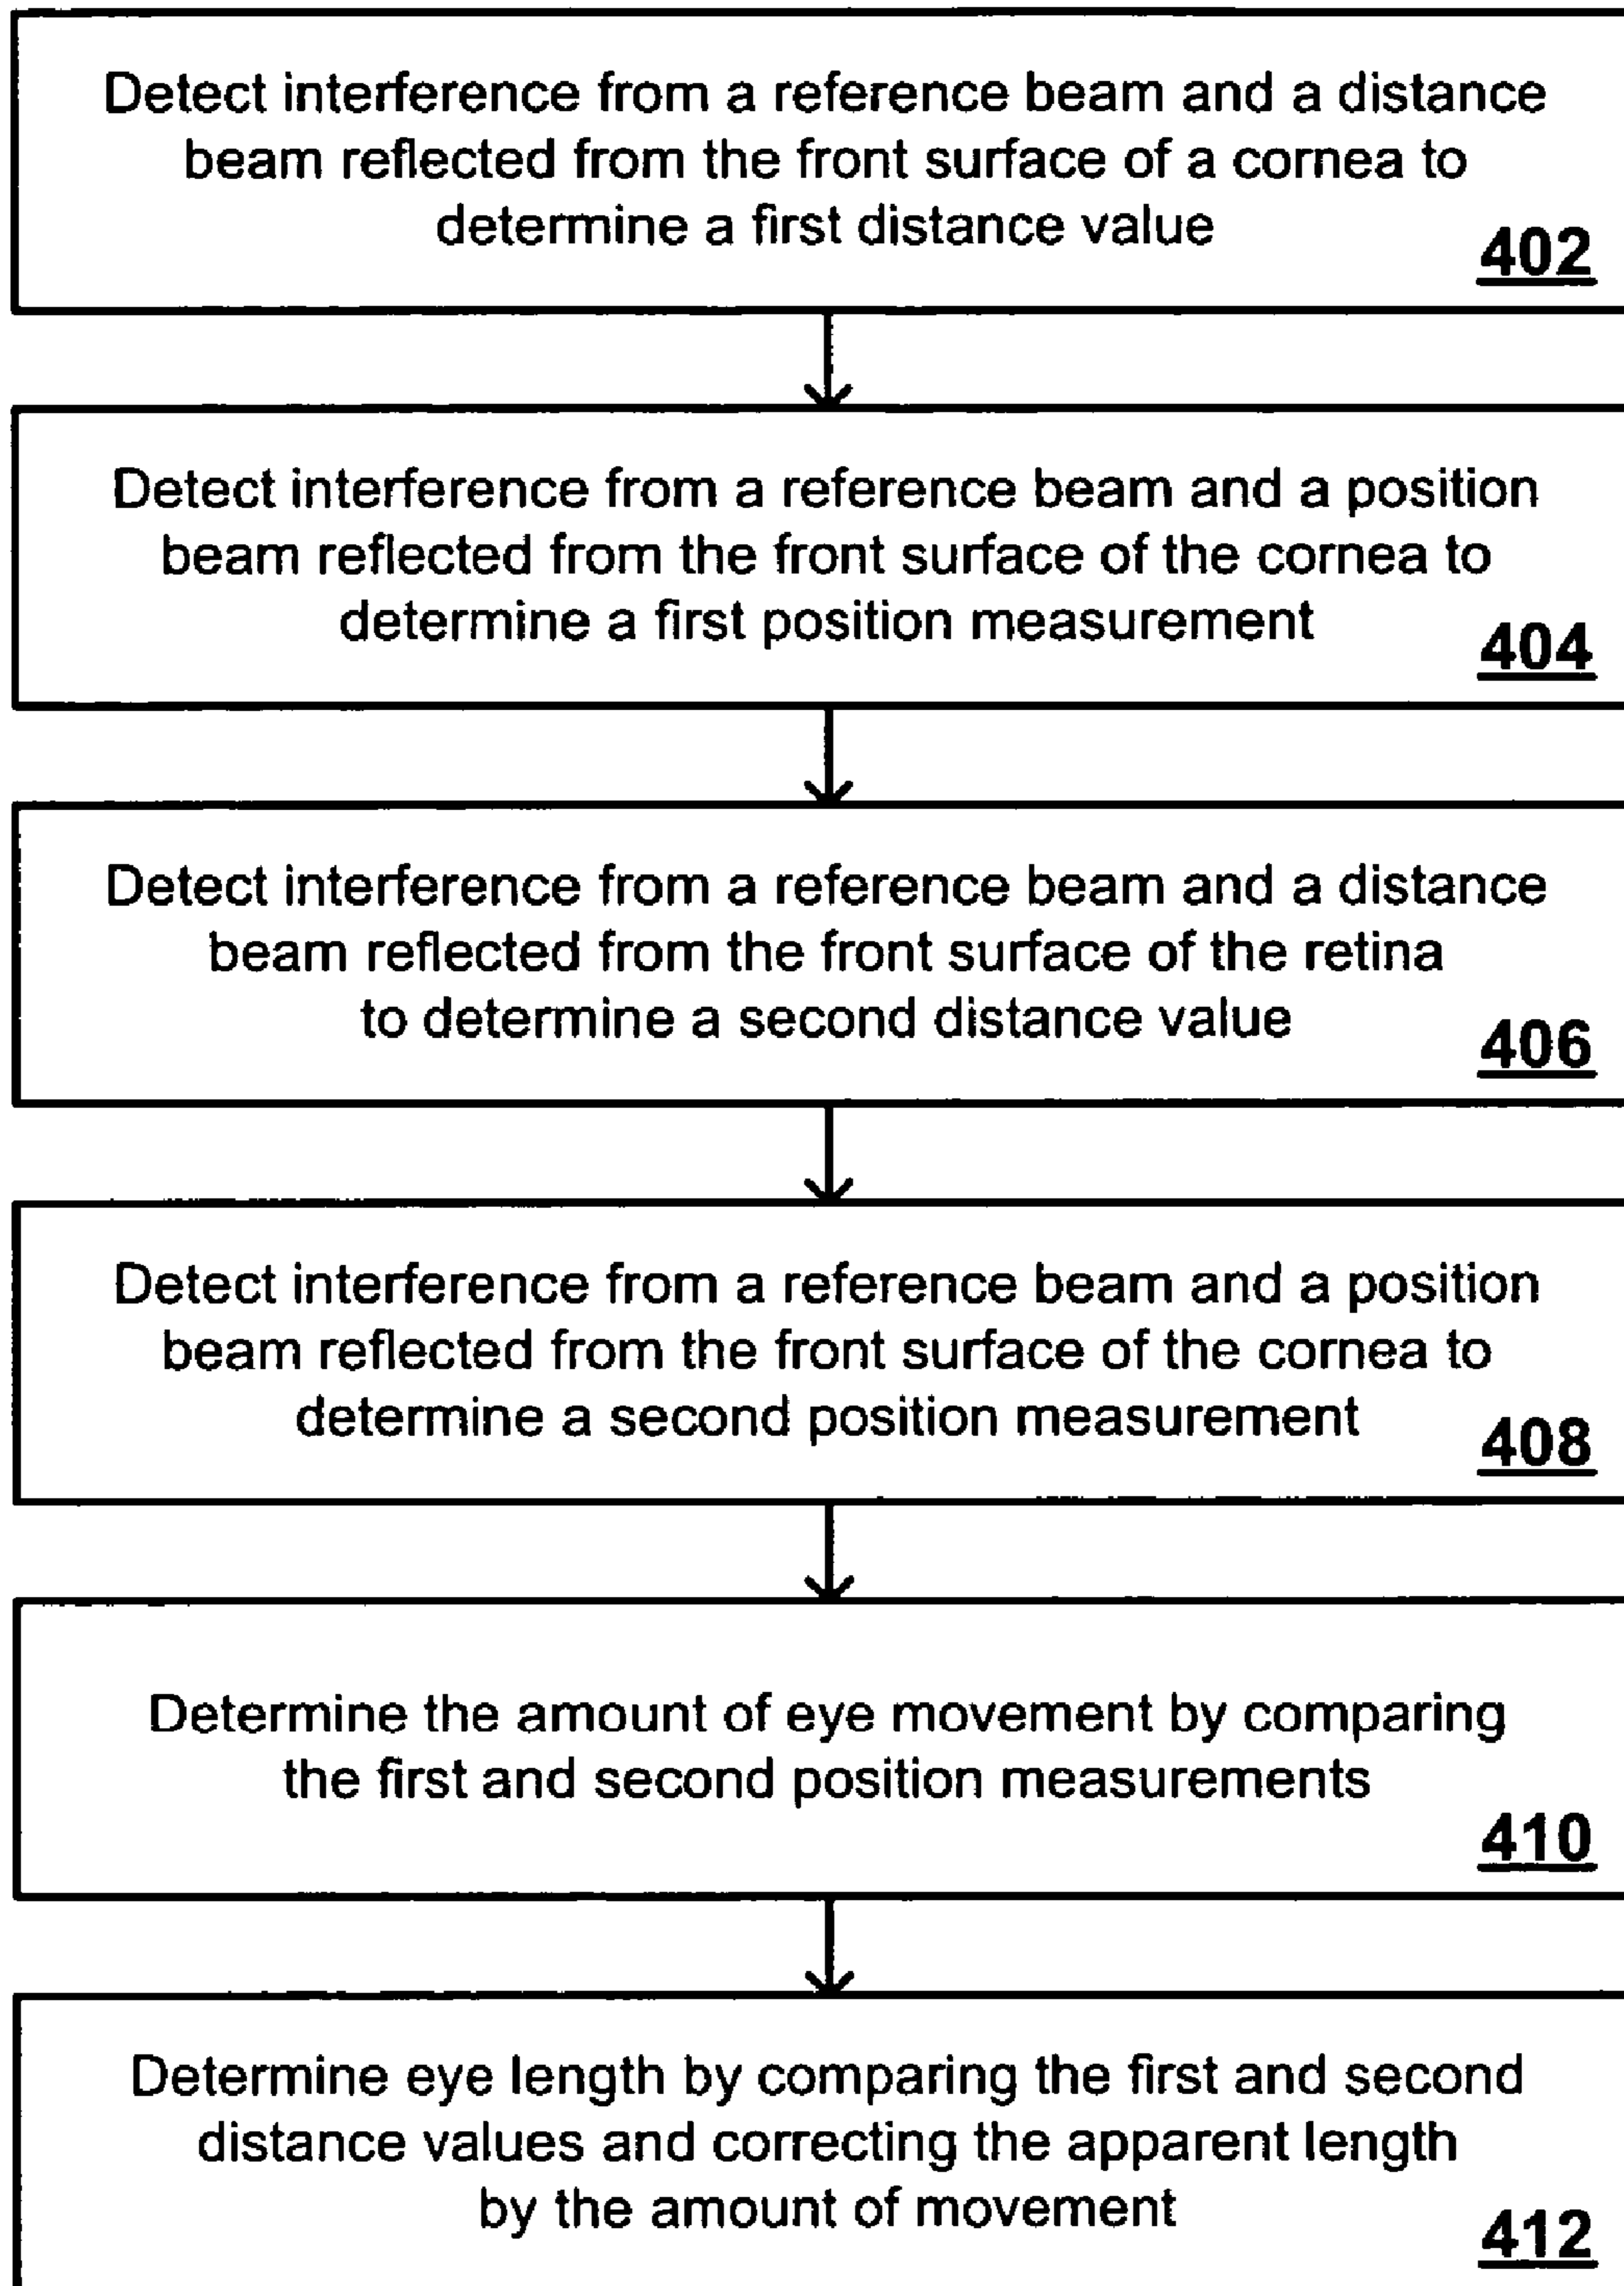 Detect interference from a reference beam and a distance
beam reflected from the front surface of a cornea to
determine a first distance value
402
Detect interference from a reference beam and a position
beam reflected from the front surface of the cornea to
determine a first position measurement
404
Detect interference from a reference beam and a distance
beam reflected from the front surface of the retina
to determine a second distance value
406
Detect interference from a reference beam and a position
beam reflected from the front surface of the cornea to
determine a second position measurement
408
Determine the amount of eye movement by comparing
the first and second position measurements
410
Determine eye length by comparing the first and second
distance values and correcting the apparent length
by the amount of movement
412